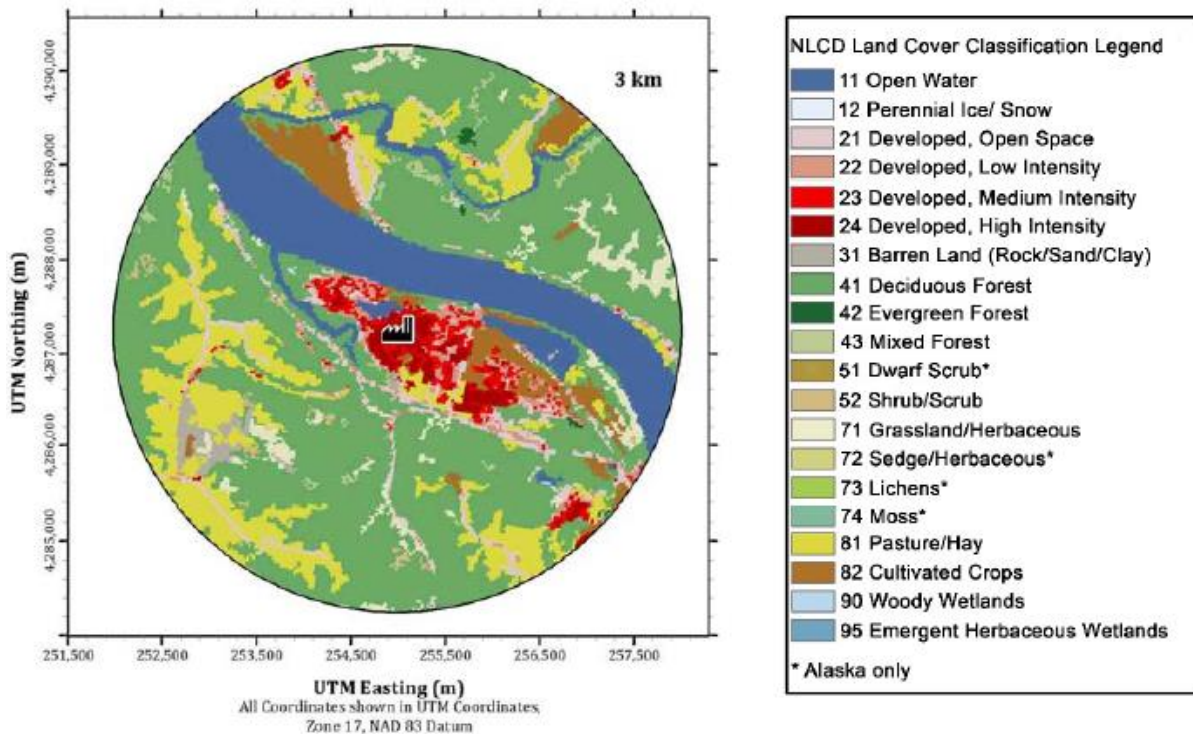 3 km
4,290,000
4,289,000
4,288,000
4,287,000
4,286,000
4,285,000
UTM Northing (m)
251,500 252,500 253,500 254,500 255,500 256,500 257,500
UTM Easting (m)
All Coordinates shown in UTM Coordinates,
Zone 17, NAD 83 Datum
NLCD Land Cover Classification Legend
11 Open Water
12 Perennial Ice/ Snow
21 Developed, Open Space
22 Developed, Low Intensity
23 Developed, Medium Intensity
24 Developed, High Intensity
31 Barren Land (Rock/Sand/Clay)
41 Deciduous Forest
42 Evergreen Forest
43 Mixed Forest
51 Dwarf Scrub*
52 Shrub/Scrub
71 Grassland/Herbaceous
72 Sedge/Herbaceous*
73 Lichens*
74 Moss*
81 Pasture/Hay
82 Cultivated Crops
90 Woody Wetlands
95 Emergent Herbaceous Wetlands
* Alaska only